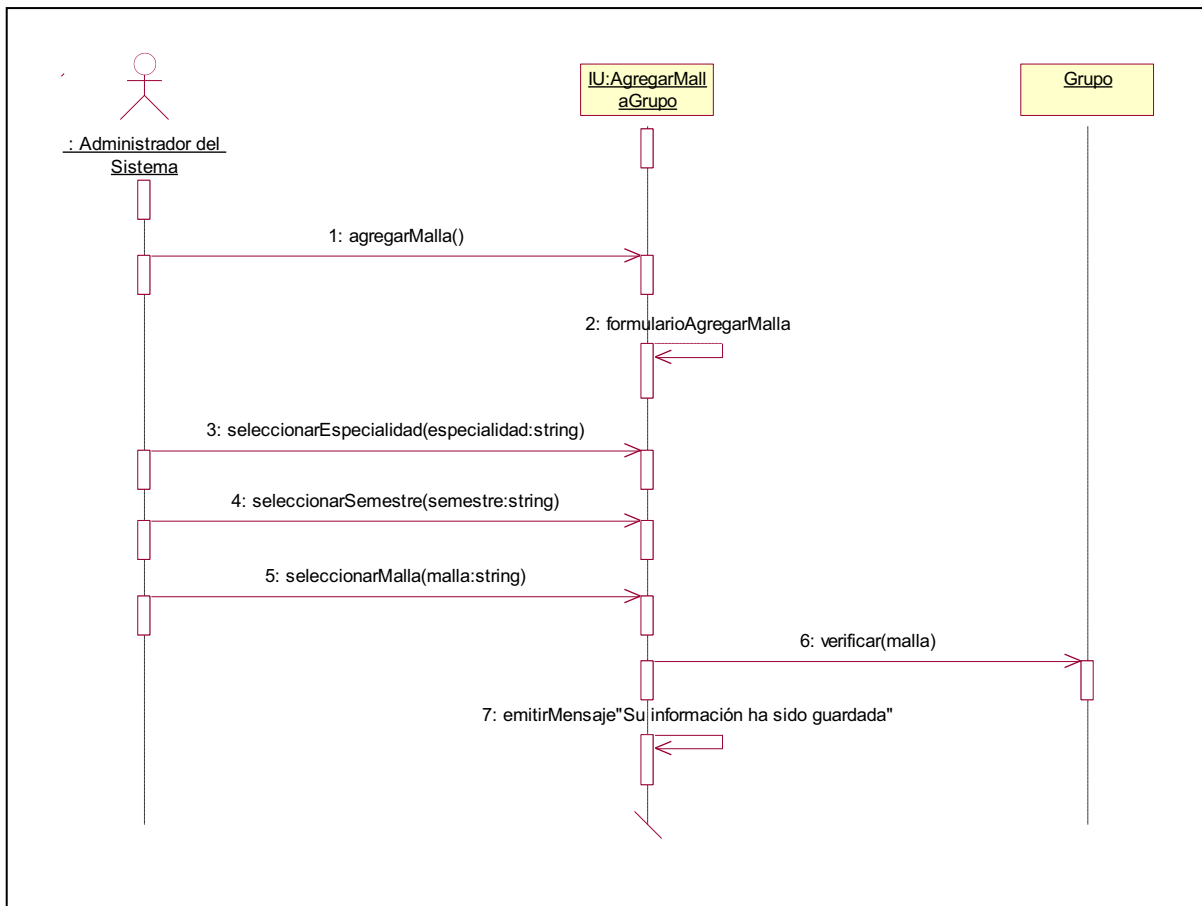 IU:AgregarMall
aGrupo
Grupo
: Administrador del
Sistema
1: agregarMalla()
2: formularioAgregarMalla
3: seleccionarEspecialidad(especialidad:string)
4: seleccionarSemestre(semestre:string)
5: seleccionarMalla(malla:string)
6: verificar(malla)
7: emitirMensaje"Su información ha sido guardada"